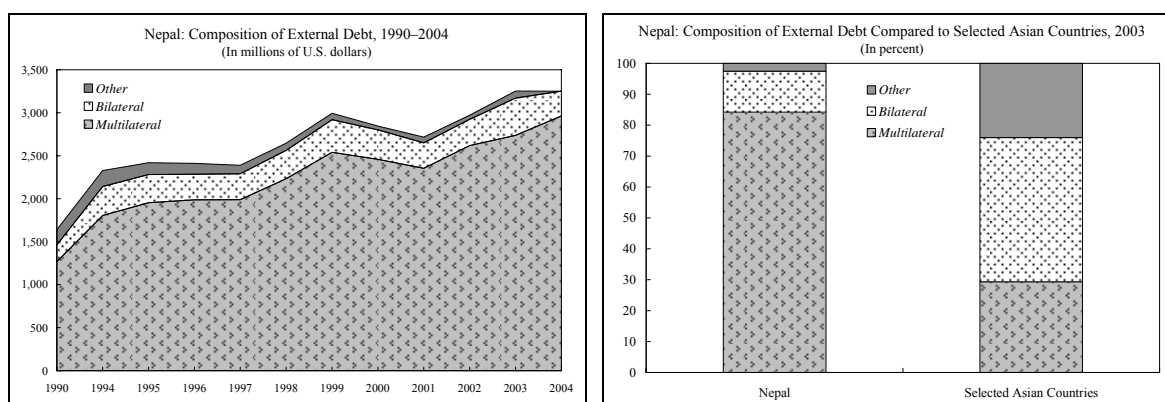 Nepal: Composition of External Debt, 1990–2004
(In millions of U.S. dollars)
3,500
3,000
2,500
2,000
1,500
1,000
500
0
Other
Bilateral
Multilateral
1990 1994 1995 1996 1997 1998 1999 2000 2001 2002 2003 2004
Nepal: Composition of External Debt Compared to Selected Asian Countries, 2003
(In percent)
100
90
80
70
60
50
40
30
20
10
0
Other
Bilateral
Multilateral
Nepal Selected Asian Countries